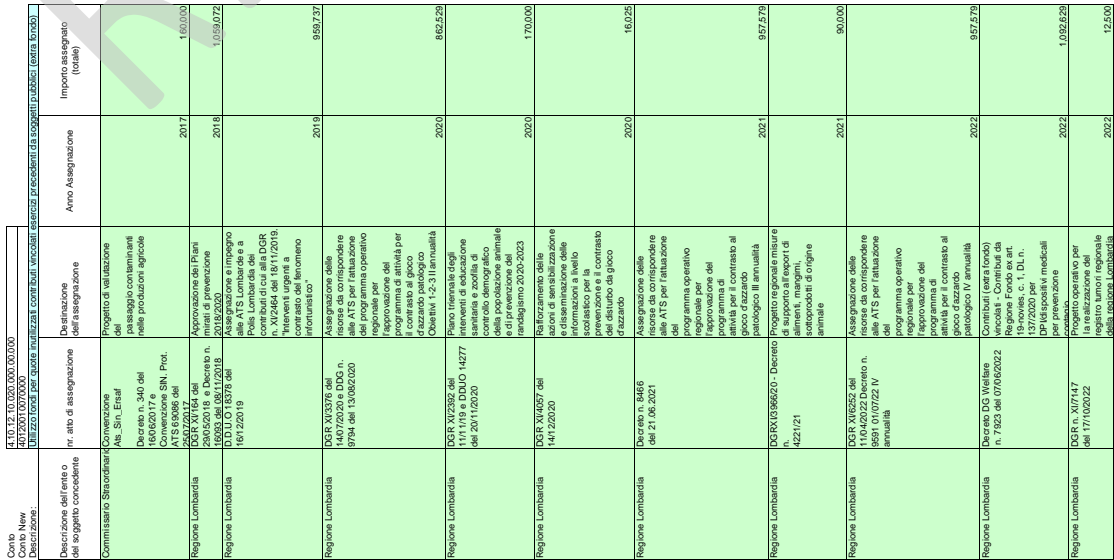 Conto 4.10.12.10.020.000.00.000
Conto New 40120010070000
Descrizione: Utilizzo fondi per quote inutilizzati contributi vincolati esercizi precedenti da soggetti pubblici (extra fondo)
Descrizione dell'ente o
del soggetto concedente
nr. atto di assegnazione
Destinazione
dell'assegnazione
Anno Assegnazione
Importo assegnato
(totale)
Commissario Straordinario
Convenzione
Ats_Sin_Ersaf
Decreto n. 340 del
16/06/2017 e
Convenzione SIN. Prot.
ATS 69086 del
25/07/2017
Progetto di valutazione
del
passaggio contaminanti
nelle produzioni agricole
2017
160,000
Regione Lombardia
DGR XI/164 del
29/05/2018 e Decreto n.
16093 del 08/11/2018
Approvazione dei Piani
mirati di prevenzione
2018/2020
2018
1,059,072
Regione Lombardia
D.D.U.O 18378 del
16/12/2019
Assegnazione e impegno
alle ATS Lombarde e a
Polis Lombardia dei
contributi di cui alla DGR
n. XI/2464 del 18/11/2019.
"Interventi urgenti a
contrasto del fenomeno
infortunistico"
2019
959,737
Regione Lombardia
DGR XI/3376 del
14/07/2020 e DDG n.
9794 del 13/08/2020
Assegnazione delle
risorse da corrispondere
alle ATS per l'attuazione
del programma operativo
regionale per
l'approvazione del
programma di attività per
il contrasto al gioco
d'azzardo patologico
Obiettivi 1-2-3 II annualità
2020
862,529
Regione Lombardia
DGR XI/2392 del
11/11/19 e DDUO 14277
del 20/11/2020
Piano triennale degli
interventi di educazione
sanitaria e zoofila di
controllo demografico
della popolazione animale
e di prevenzione del
randagismo 2020-2023
2020
170,000
Regione Lombardia
DGR XI/4057 del
14/12/2020
Rafforzamento delle
azioni di sensibilizzazione
e disseminazione delle
informazioni a livello
scolastico per la
prevenzione e il contrasto
del disturbo da gioco
d'azzardo
2020
16,025
Regione Lombardia
Decreto n. 8466
del 21.06.2021
Assegnazione delle
risorse da corrispondere
alle ATS per l'attuazione
del
programma operativo
regionale per
l'approvazione del
programma di
attività per il contrasto al
gioco d'azzardo
patologico III annualità
2021
957,579
Regione Lombardia
DGRXI/3966/20 - Decreto
n.
4221/21
Progetto regionale misure
di supporto all'export di
alimenti, mangimi,
sottoprodotti di origine
animale
2021
90,000
Regione Lombardia
DGR XI/6252 del
11/04/2022 Decreto n.
9591 01/07/22 IV
annualità
Assegnazione delle
risorse da corrispondere
alle ATS per l'attuazione
del
programma operativo
regionale per
l'approvazione del
programma di
attività per il contrasto al
gioco d'azzardo
patologico IV annualità
2022
957,579
Regione Lombardia
Decreto DG Welfare
n. 7923 del 07/06/2022
Contributi (extra fondo)
vincolati - Contributi da
Regione -Fondo ex art.
19-novies, c. 1, DL n.
137/2020 per
DPI/dispositivi medicali
per prevenzione
2022
1,092,629
Regione Lombardia
DGR n. XI/7147
del 17/10/2022
Progetto operativo per
la realizzazione del
registro tumori regionale
della regione Lombardia
2022
12,500